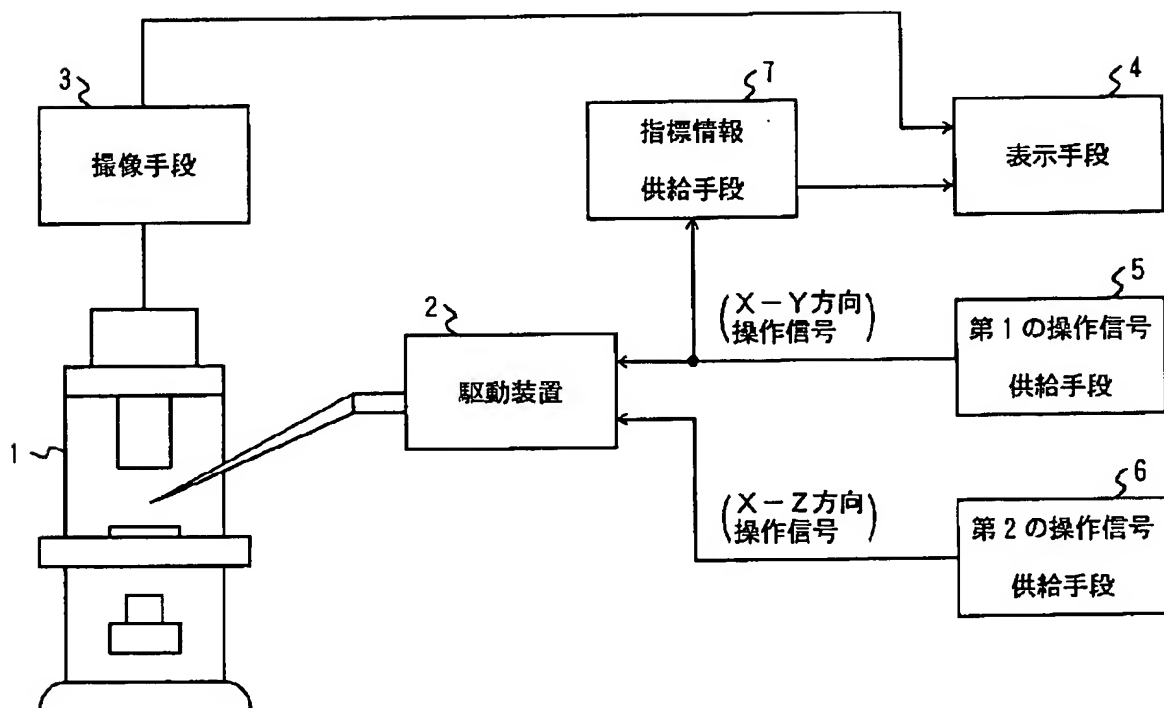 3
撮像手段
7
指標情報
供給手段
4
表示手段
1
2
駆動装置
(X-Y方向
操作信号)
5
第1の操作信号
供給手段
(X-Z方向
操作信号)
6
第2の操作信号
供給手段